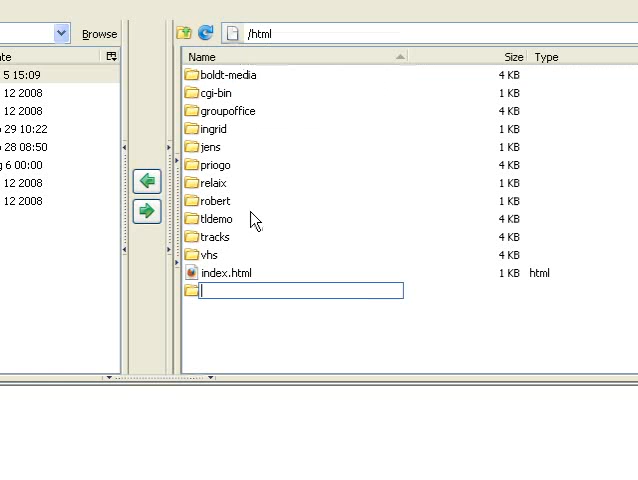 Browse
/html
te
Name Size Type
5 15:09
boldt-media 4 KB
12 2008
cgi-bin 1 KB
12 2008
groupoffice 4 KB
29 10:22
ingrid 1 KB
28 08:50
jens 1 KB
g 6 00:00
priogo 4 KB
12 2008
relaix 1 KB
12 2008
robert 1 KB
tldemo 4 KB
tracks 4 KB
vhs 4 KB
index.html 1 KB html